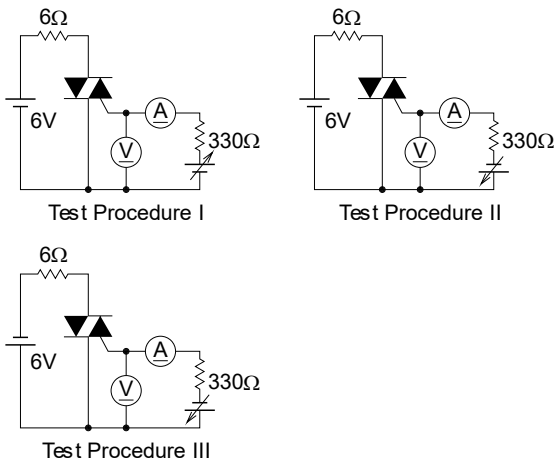 6Ω
6V
A
V
330Ω
Test Procedure I
6Ω
6V
A
V
330Ω
Test Procedure II
6Ω
6V
A
V
330Ω
Test Procedure III